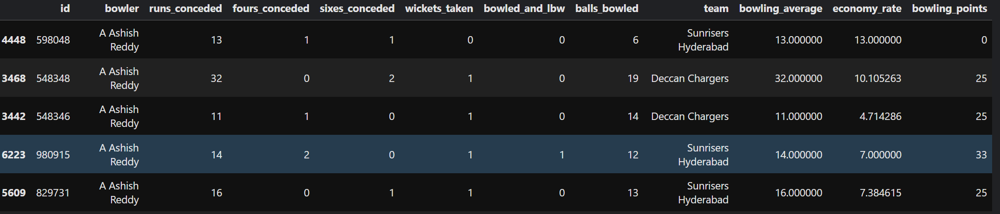 id bowler runs_conceded fours_conceded sixes_conceded wickets_taken bowled_and_lbw balls_bowled team bowling_average economy_rate bowling_points
4448 598048 A Ashish Reddy 13 1 1 0 0 6 Sunrisers Hyderabad 13.000000 13.000000 0
3468 548348 A Ashish Reddy 32 0 2 1 0 19 Deccan Chargers 32.000000 10.105263 25
3442 548346 A Ashish Reddy 11 1 0 1 0 14 Deccan Chargers 11.000000 4.714286 25
6223 980915 A Ashish Reddy 14 2 0 1 1 12 Sunrisers Hyderabad 14.000000 7.000000 33
5609 829731 A Ashish Reddy 16 0 1 1 0 13 Sunrisers Hyderabad 16.000000 7.384615 25